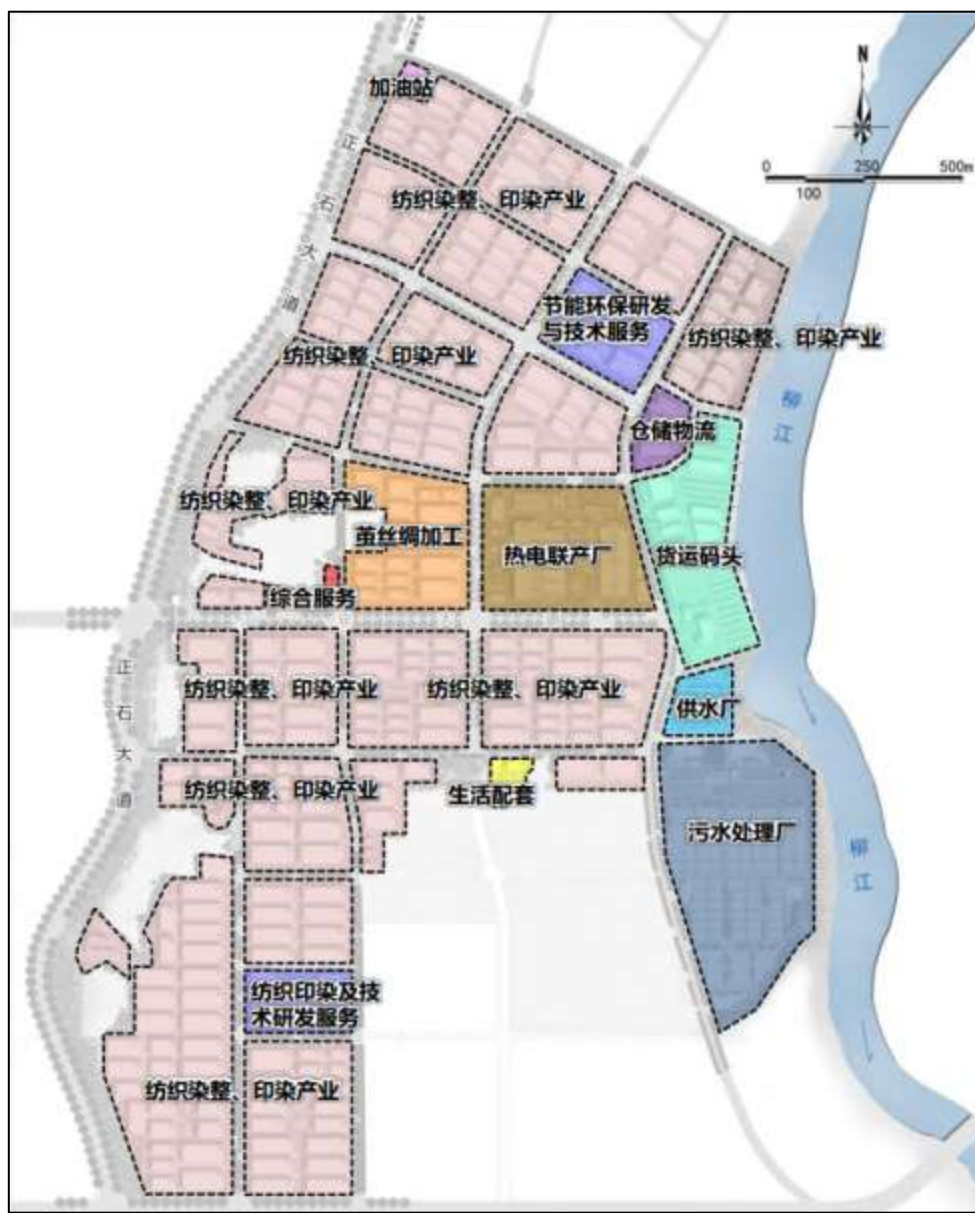 加油站
N
0 250 500m
100
正石大道
纺织染整、印染产业
节能环保研发、
与技术服务
纺织染整、印染产业
纺织染整、印染产业
柳江
仓储物流
纺织染整、印染产业
茧丝绸加工
热电联产厂
货运码头
综合服务
正石大道
纺织染整、印染产业
纺织染整、印染产业
供水厂
纺织染整、印染产业
生活配套
污水处理厂
柳江
纺织印染及技
术研发服务
纺织染整、印染产业